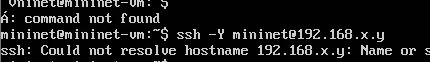 mininet@mininet-vm:~$
Á: command not found
mininet@mininet-vm:~$ ssh -Y mininet@192.168.x.y
ssh: Could not resolve hostname 192.168.x.y: Name or s